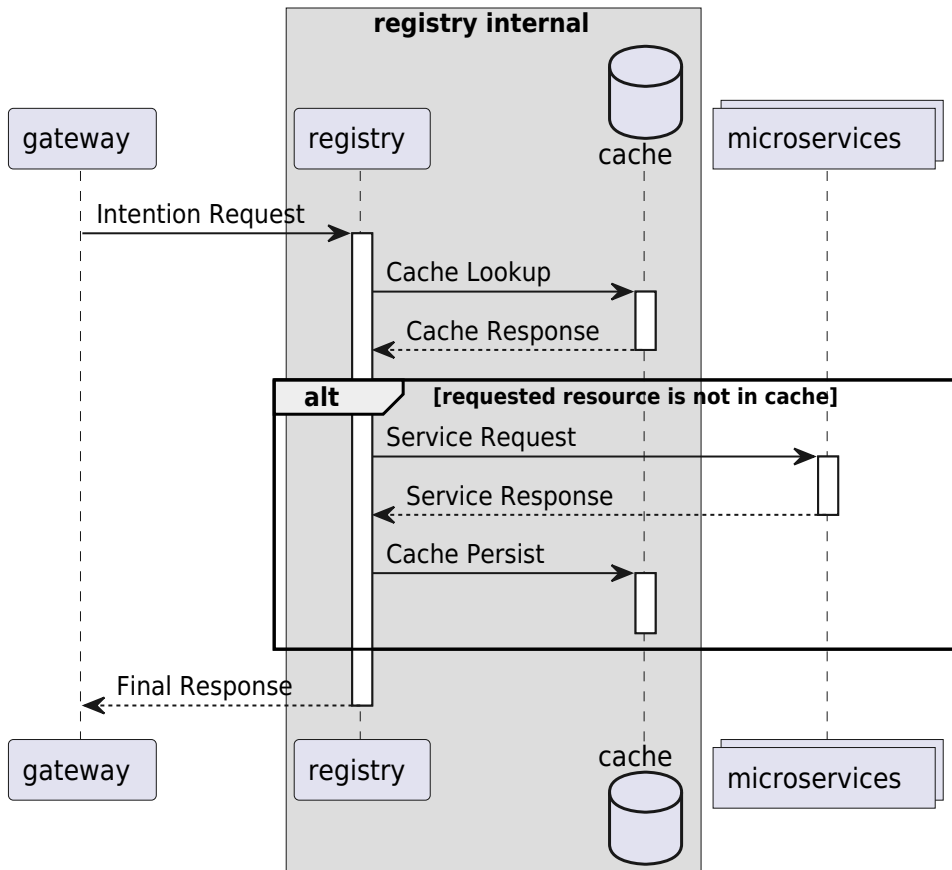 registry internal
gateway
registry
cache
microservices
Intention Request
Cache Lookup
Cache Response
alt
[requested resource is not in cache]
Service Request
Service Response
Cache Persist
Final Response
gateway
registry
cache
microservices